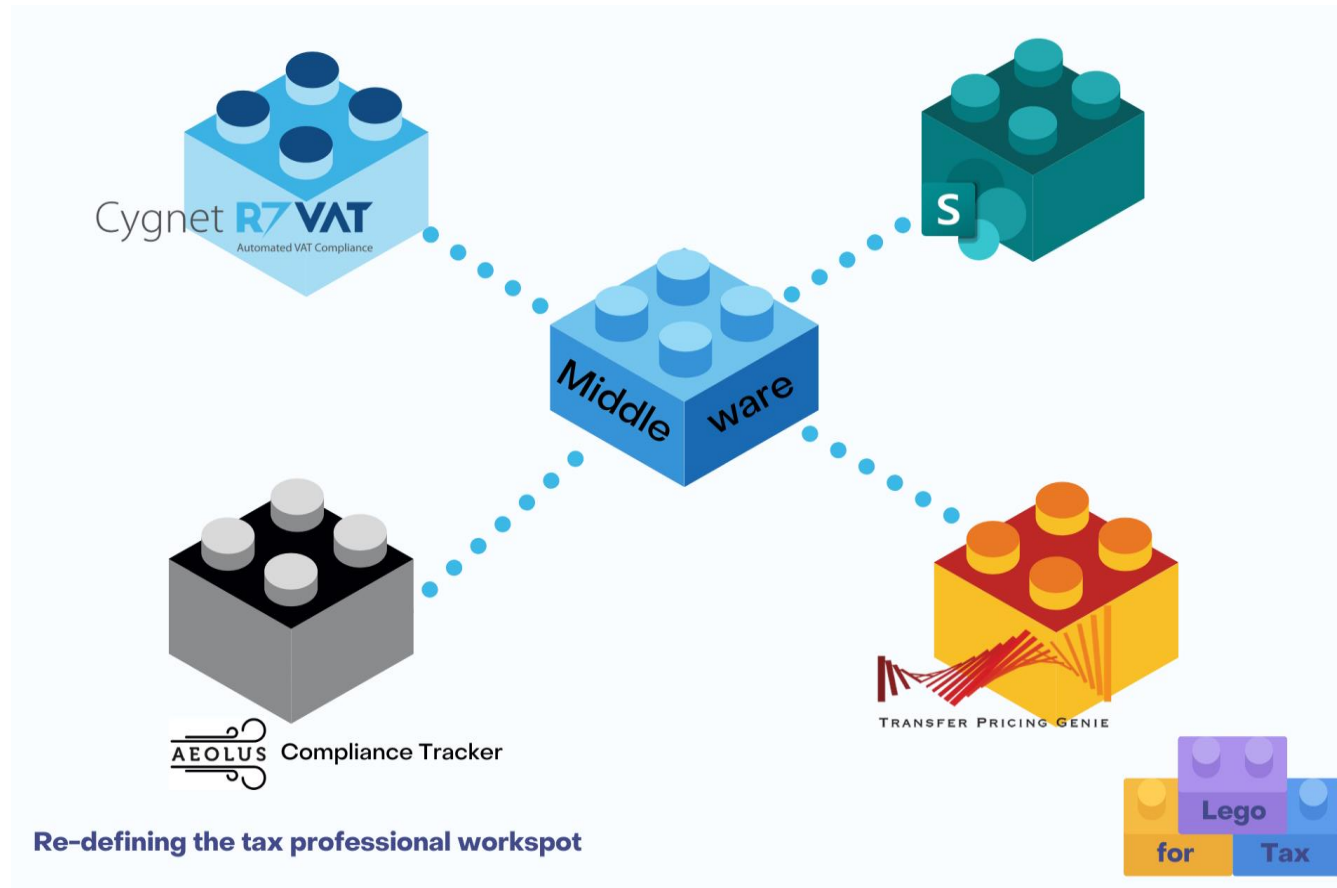 Cygnet R7 VAT
Automated VAT Compliance
S
Middle ware
TRANSFER PRICING GENIE
AEOLUS Compliance Tracker
Lego
for Tax
Re-defining the tax professional workspot